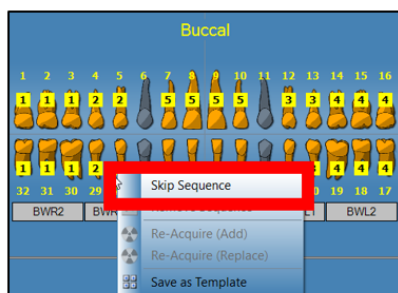 Buccal
1 2 3 4 5 6 7 8 9 10 11 12 13 14 15 16
1 1 1 2 2 5 5 5 5 3 3 4 4 4
1 1 1 2 4 4 4
32 31 30 29 19 18 17
BWR2 BWL2
Skip Sequence
Re-Acquire (Add)
Re-Acquire (Replace)
Save as Template